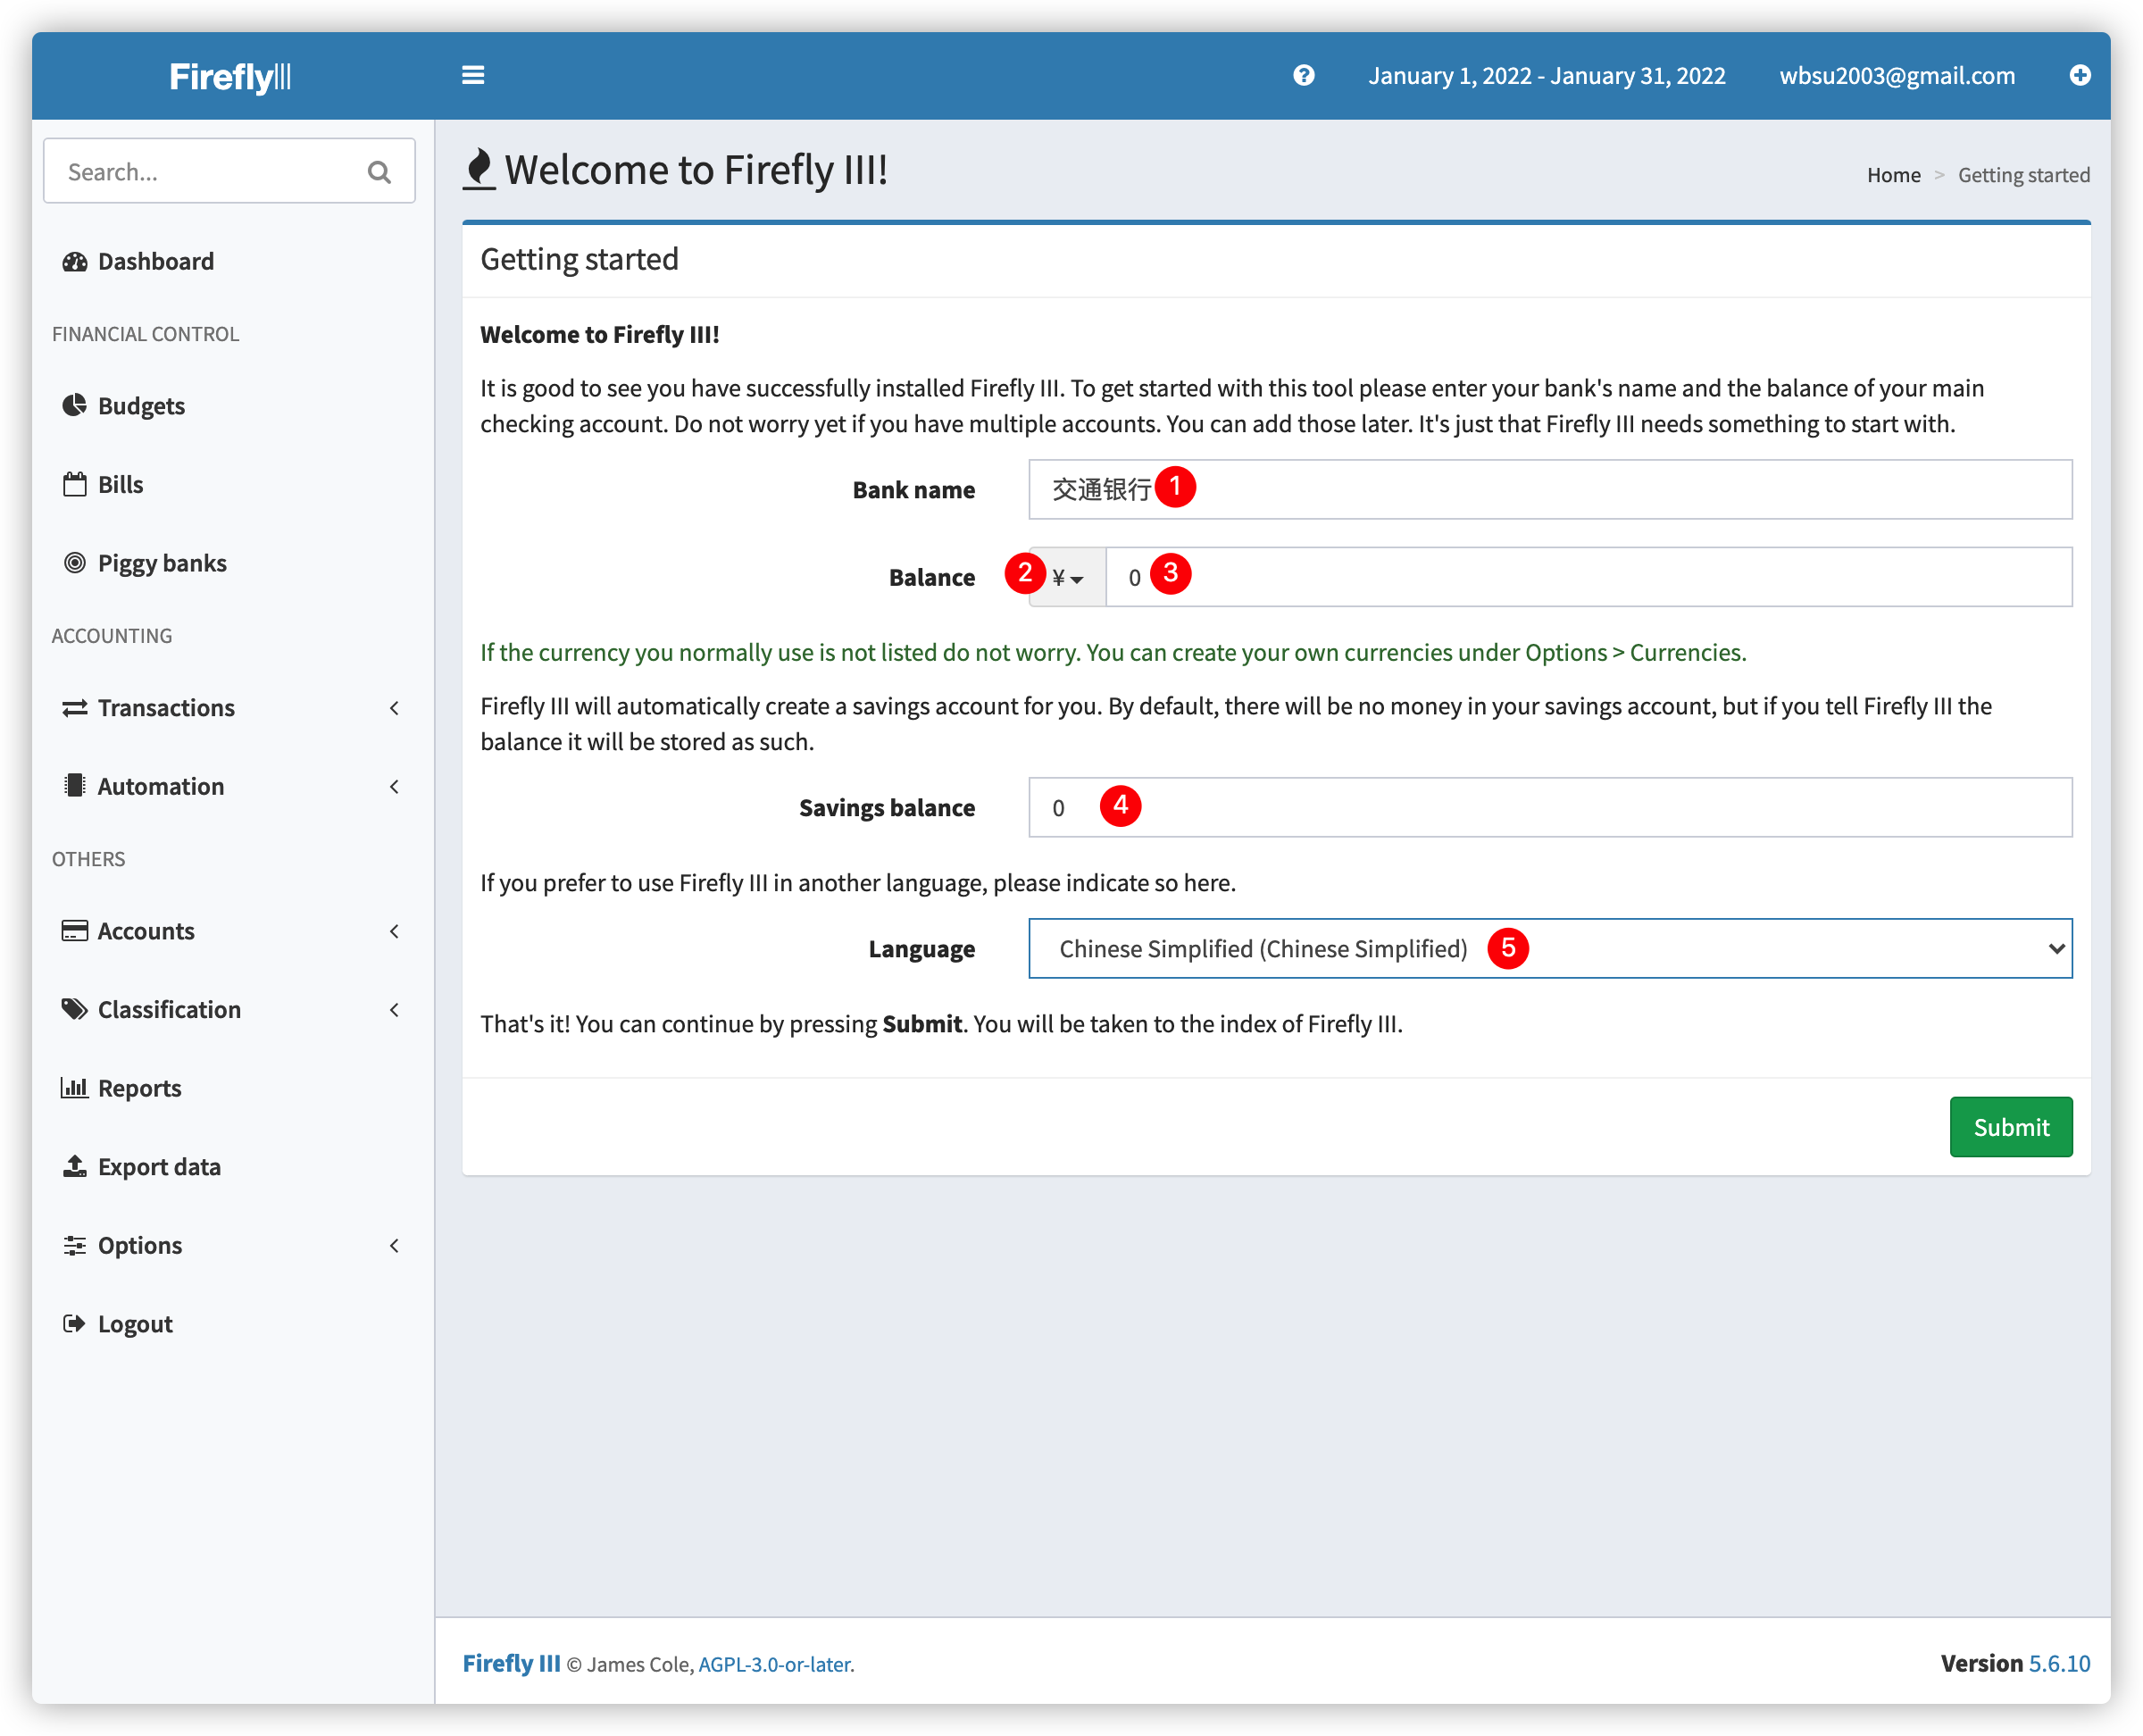 FireflyIII
January 1, 2022 - January 31, 2022
wbsu2003@gmail.com
Search...
Dashboard
FINANCIAL CONTROL
Budgets
Bills
Piggy banks
ACCOUNTING
Transactions
Automation
OTHERS
Accounts
Classification
Reports
Export data
Options
Logout
Welcome to Firefly III!
Home > Getting started
Getting started
Welcome to Firefly III!
It is good to see you have successfully installed Firefly III. To get started with this tool please enter your bank's name and the balance of your main
checking account. Do not worry yet if you have multiple accounts. You can add those later. It's just that Firefly III needs something to start with.
Bank name 交通银行 1
Balance 2 ¥ 0 3
If the currency you normally use is not listed do not worry. You can create your own currencies under Options > Currencies.
Firefly III will automatically create a savings account for you. By default, there will be no money in your savings account, but if you tell Firefly III the
balance it will be stored as such.
Savings balance 0 4
If you prefer to use Firefly III in another language, please indicate so here.
Language Chinese Simplified (Chinese Simplified) 5
That's it! You can continue by pressing Submit. You will be taken to the index of Firefly III.
Submit
Firefly III © James Cole, AGPL-3.0-or-later.
Version 5.6.10